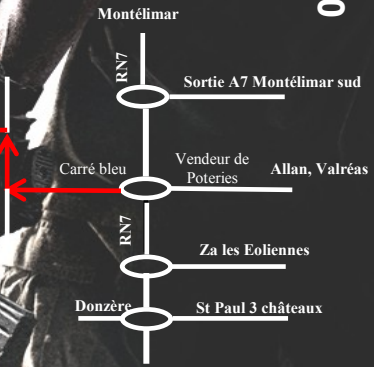 0
Montélimar
RN7
Sortie A7 Montélimar sud
Carré bleu
Vendeur de
Poteries
Allan, Valréas
RN7
Za les Eoliennes
Donzère
St Paul 3 châteaux